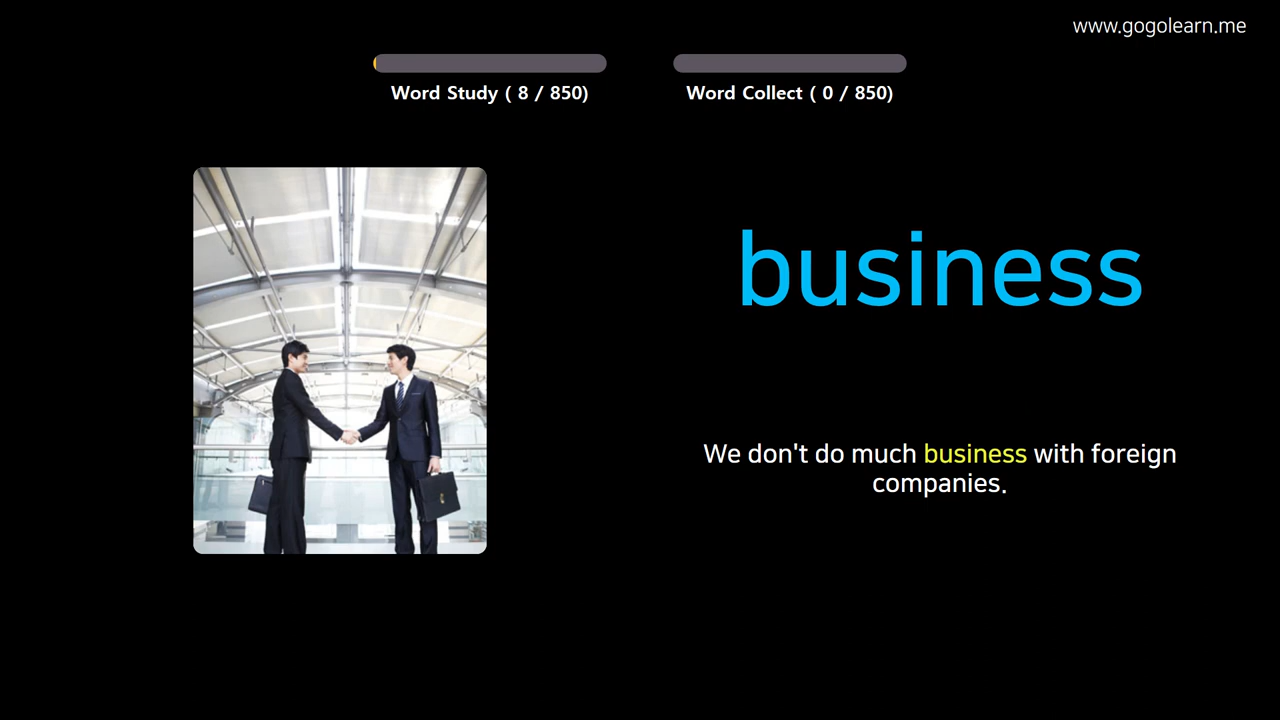 www.gogolearn.me
Word Study ( 8 / 850)
Word Collect ( 0 / 850)
business
We don't do much business with foreign
companies.